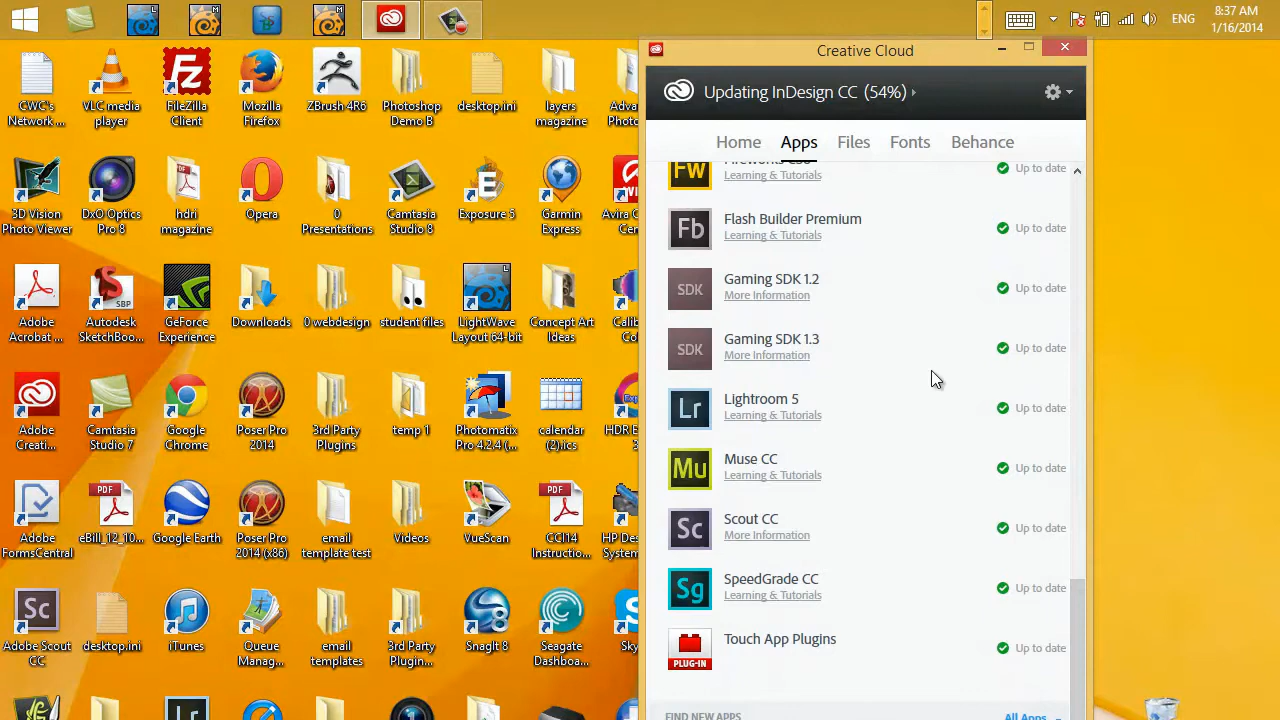 8:37 AM
ENG
1/16/2014
Creative Cloud
Updating InDesign CC (54%)
Home Apps Files Fonts Behance
Up to date
Learning & Tutorials
Flash Builder Premium
Learning & Tutorials
Up to date
Gaming SDK 1.2
More Information
Up to date
Gaming SDK 1.3
More Information
Up to date
Lightroom 5
Learning & Tutorials
Up to date
Muse CC
Learning & Tutorials
Up to date
Scout CC
More Information
Up to date
SpeedGrade CC
Learning & Tutorials
Up to date
Touch App Plugins
Up to date
FW
Fb
SDK
SDK
Lr
Mu
Sc
Sg
PLUG-IN
FIND NEW APPS
All Apps
CWC's
Network ...
VLC media
player
FileZilla
Client
Mozilla
Firefox
ZBrush 4R6
Photoshop
Demo B
desktop.ini
layers
magazine
3D Vision
Photo Viewer
DxO Optics
Pro 8
hdri
magazine
Opera
0
Presentations
Camtasia
Studio 8
Exposure 5
Garmin
Express
Adobe
Acrobat ...
Autodesk
SketchBoo...
SBP
GeForce
Experience
Downloads
0 webdesign
student files
LightWave
Layout 64-bit
Concept Art
Ideas
Adobe
Creati...
Camtasia
Studio 7
Google
Chrome
Poser Pro
2014
3rd Party
Plugins
temp 1
Photomatix
Pro 4.2.4 (...
calendar
(2).ics
Adobe
FormsCentral
PDF
eBill_12_10...
Google Earth
Poser Pro
2014 (x86)
email
template test
Videos
VueScan
PDF
CC14
Instructio...
Sc
Adobe Scout
CC
desktop.ini
iTunes
Queue
Manag...
email
templates
3rd Party
Plugin...
SnagIt 8
Seagate
Dashboa...
Lr